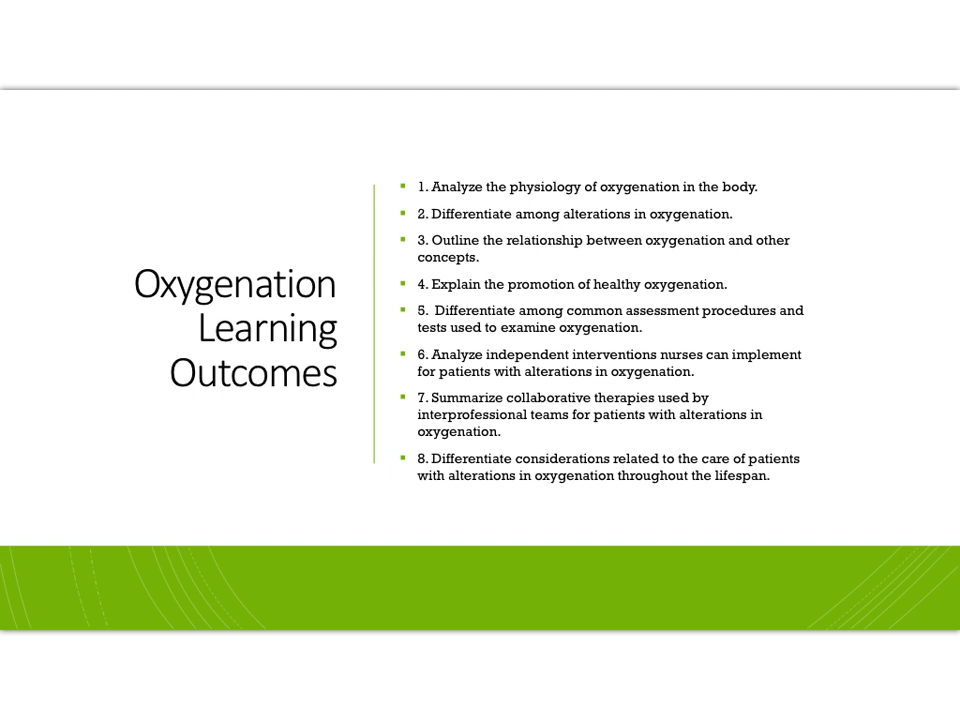 Oxygenation
Learning
Outcomes
1. Analyze the physiology of oxygenation in the body.
2. Differentiate among alterations in oxygenation.
3. Outline the relationship between oxygenation and other
concepts.
4. Explain the promotion of healthy oxygenation.
5.  Differentiate among common assessment procedures and
tests used to examine oxygenation.
6. Analyze independent interventions nurses can implement
for patients with alterations in oxygenation.
7. Summarize collaborative therapies used by
interprofessional teams for patients with alterations in
oxygenation.
8. Differentiate considerations related to the care of patients
with alterations in oxygenation throughout the lifespan.